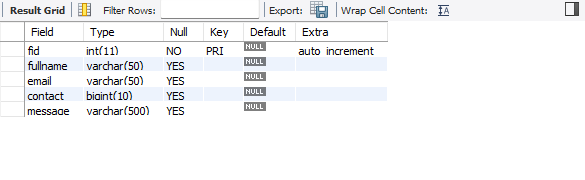 Result Grid Filter Rows: Export: Wrap Cell Content:
Field Type Null Key Default Extra
fid int(11) NO PRI NULL auto_increment
fullname varchar(50) YES NULL
email varchar(50) YES NULL
contact bigint(10) YES NULL
message varchar(500) YES NULL